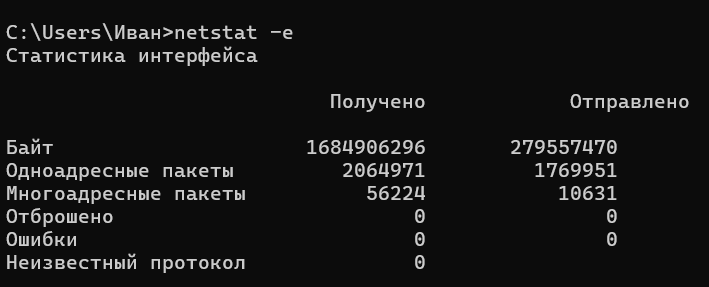 C:\Users\Иван>netstat -e
Статистика интерфейса
Получено Отправлено
Байт 1684906296 279557470
Одноадресные пакеты 2064971 1769951
Многоадресные пакеты 56224 10631
Отброшено 0 0
Ошибки 0 0
Неизвестный протокол 0